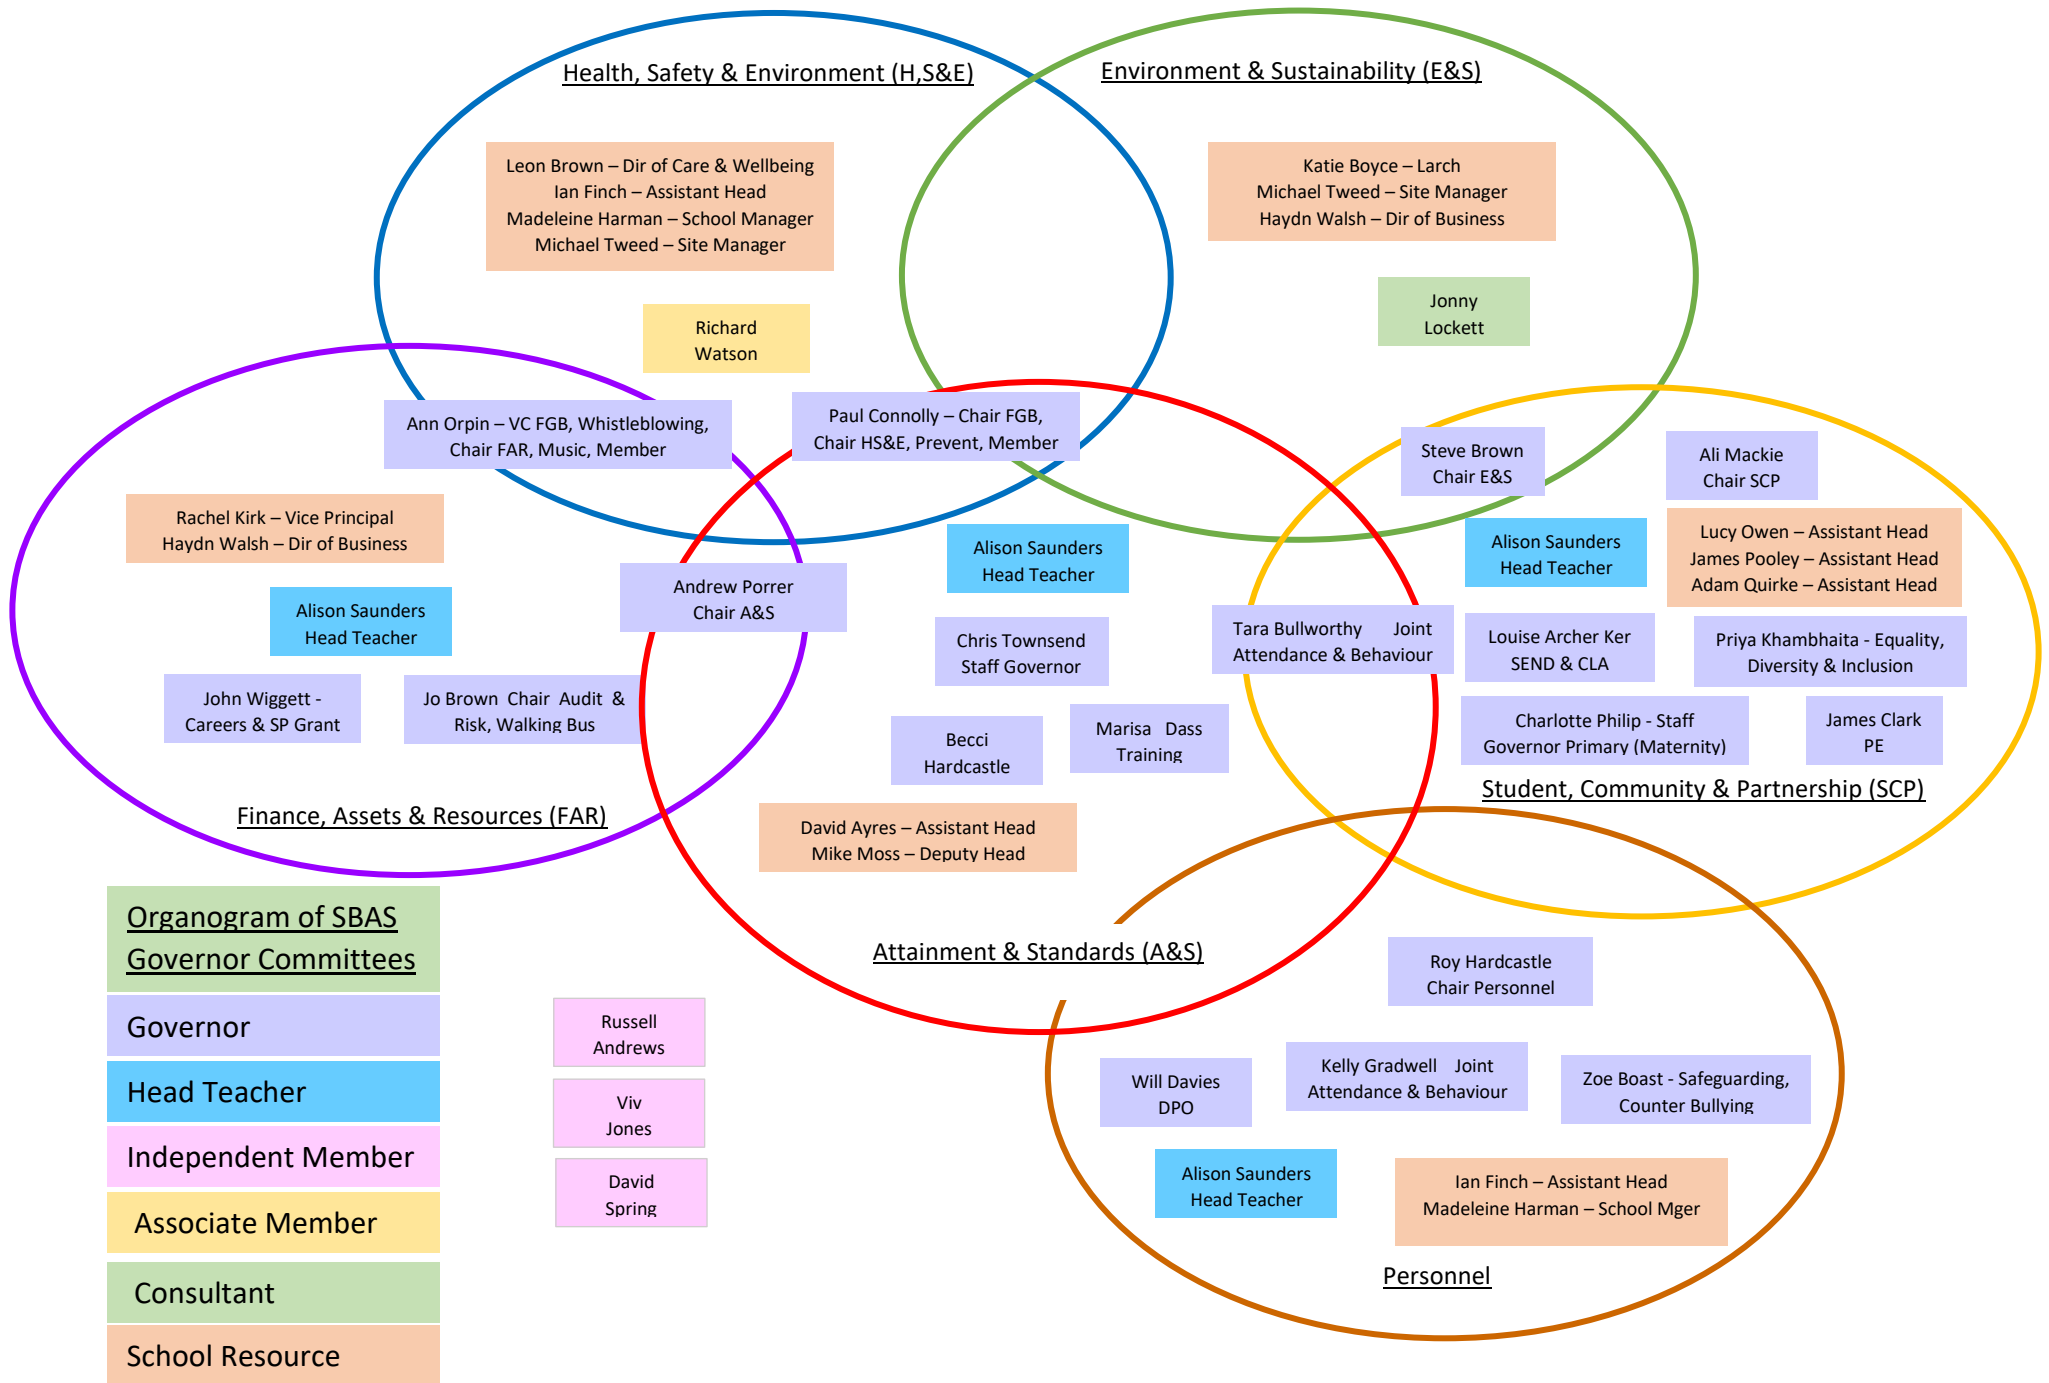 Health, Safety & Environment (H,S&E)
Environment & Sustainability (E&S)
Leon Brown – Dir of Care & Wellbeing
Ian Finch – Assistant Head
Madeleine Harman – School Manager
Michael Tweed – Site Manager
Katie Boyce – Larch
Michael Tweed – Site Manager
Haydn Walsh – Dir of Business
Richard
Watson
Jonny
Lockett
Ann Orpin – VC FGB, Whistleblowing,
Chair FAR, Music, Member
Paul Connolly – Chair FGB,
Chair HS&E, Prevent, Member
Steve Brown
Chair E&S
Ali Mackie
Chair SCP
Rachel Kirk – Vice Principal
Haydn Walsh – Dir of Business
Alison Saunders
Head Teacher
Alison Saunders
Head Teacher
Lucy Owen – Assistant Head
James Pooley – Assistant Head
Adam Quirke – Assistant Head
Andrew Porrer
Chair A&S
Alison Saunders
Head Teacher
Chris Townsend
Staff Governor
Tara Bullworthy Joint
Attendance & Behaviour
Louise Archer Ker
SEND & CLA
Priya Khambhaita - Equality,
Diversity & Inclusion
John Wiggett -
Careers & SP Grant
Jo Brown Chair Audit &
Risk, Walking Bus
Becci
Hardcastle
Marisa Dass
Training
Charlotte Philip - Staff
Governor Primary (Maternity)
James Clark
PE
Student, Community & Partnership (SCP)
Finance, Assets & Resources (FAR)
David Ayres – Assistant Head
Mike Moss – Deputy Head
Attainment & Standards (A&S)
Roy Hardcastle
Chair Personnel
Will Davies
DPO
Kelly Gradwell Joint
Attendance & Behaviour
Zoe Boast - Safeguarding,
Counter Bullying
Alison Saunders
Head Teacher
Ian Finch – Assistant Head
Madeleine Harman – School Mger
Personnel
Organogram of SBAS
Governor Committees
Governor
Head Teacher
Independent Member
Associate Member
Consultant
School Resource
Russell
Andrews
Viv
Jones
David
Spring